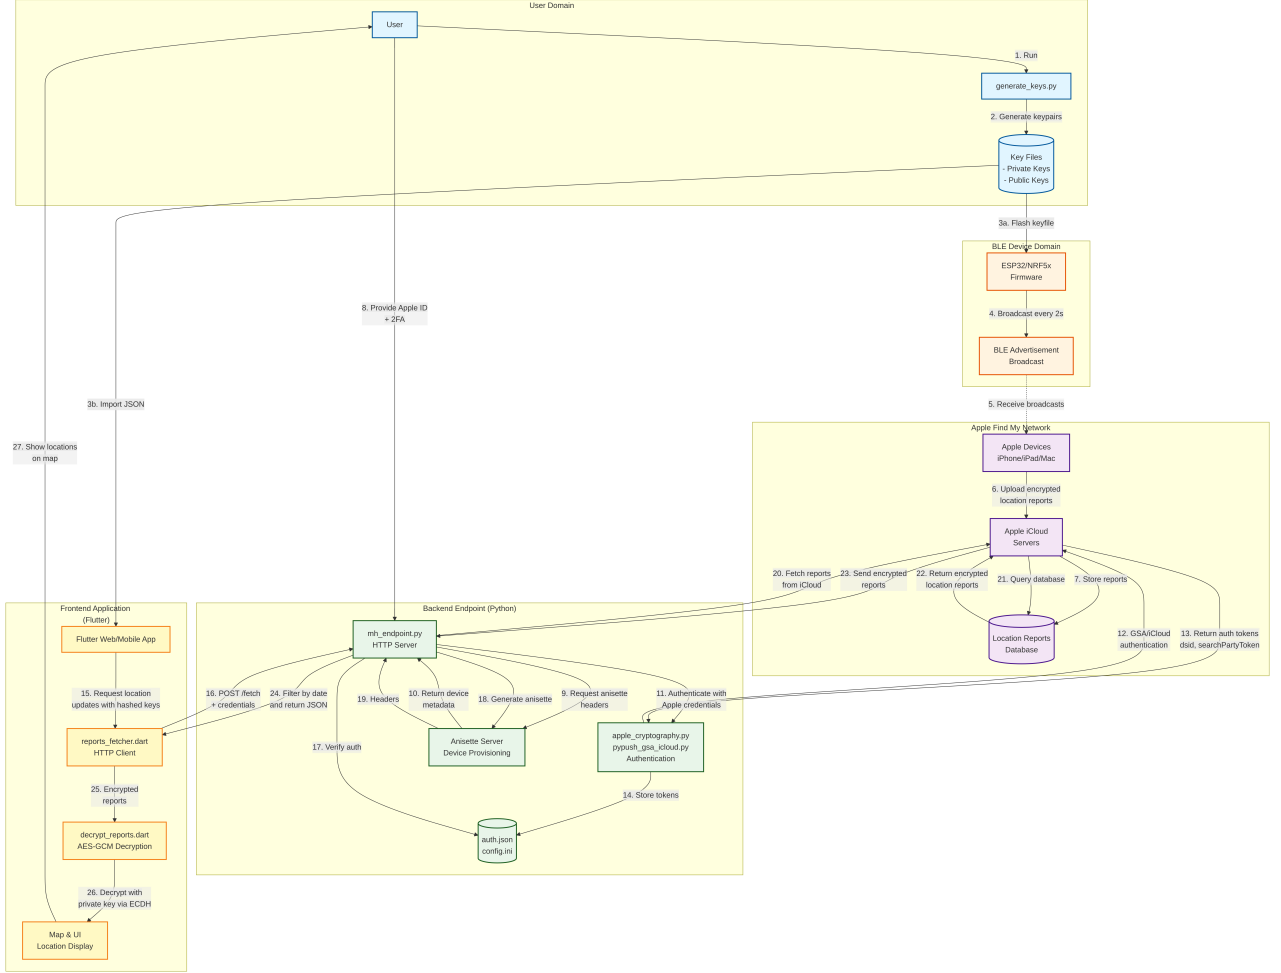 User Domain
User
1. Run
generate_keys.py
2. Generate keypairs
Key Files
- Private Keys
- Public Keys
3a. Flash keyfile
BLE Device Domain
ESP32/NRF5x
Firmware
8. Provide Apple ID
+ 2FA
4. Broadcast every 2s
BLE Advertisement
Broadcast
3b. Import JSON
5. Receive broadcasts
27. Show locations
on map
Apple Find My Network
Apple Devices
iPhone/iPad/Mac
6. Upload encrypted
location reports
Apple iCloud
Servers
20. Fetch reports
from iCloud
23. Send encrypted
reports
22. Return encrypted
location reports
21. Query database
7. Store reports
Location Reports
Database
12. GSA/iCloud
authentication
13. Return auth tokens
dsid, searchPartyToken
Frontend Application
(Flutter)
Flutter Web/Mobile App
Backend Endpoint (Python)
mh_endpoint.py
HTTP Server
15. Request location
updates with hashed keys
16. POST /fetch
+ credentials
24. Filter by date
and return JSON
19. Headers
10. Return device
metadata
18. Generate anisette
9. Request anisette
headers
11. Authenticate with
Apple credentials
reports_fetcher.dart
HTTP Client
17. Verify auth
Anisette Server
Device Provisioning
apple_cryptography.py
pypush_gsa_icloud.py
Authentication
25. Encrypted
reports
14. Store tokens
decrypt_reports.dart
AES-GCM Decryption
auth.json
config.ini
26. Decrypt with
private key via ECDH
Map & UI
Location Display